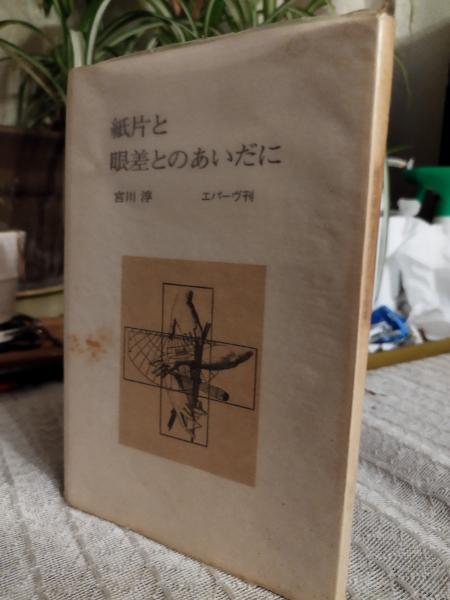 紙片と
眼差とのあいだに
宮川 淳 エパーヴ刊